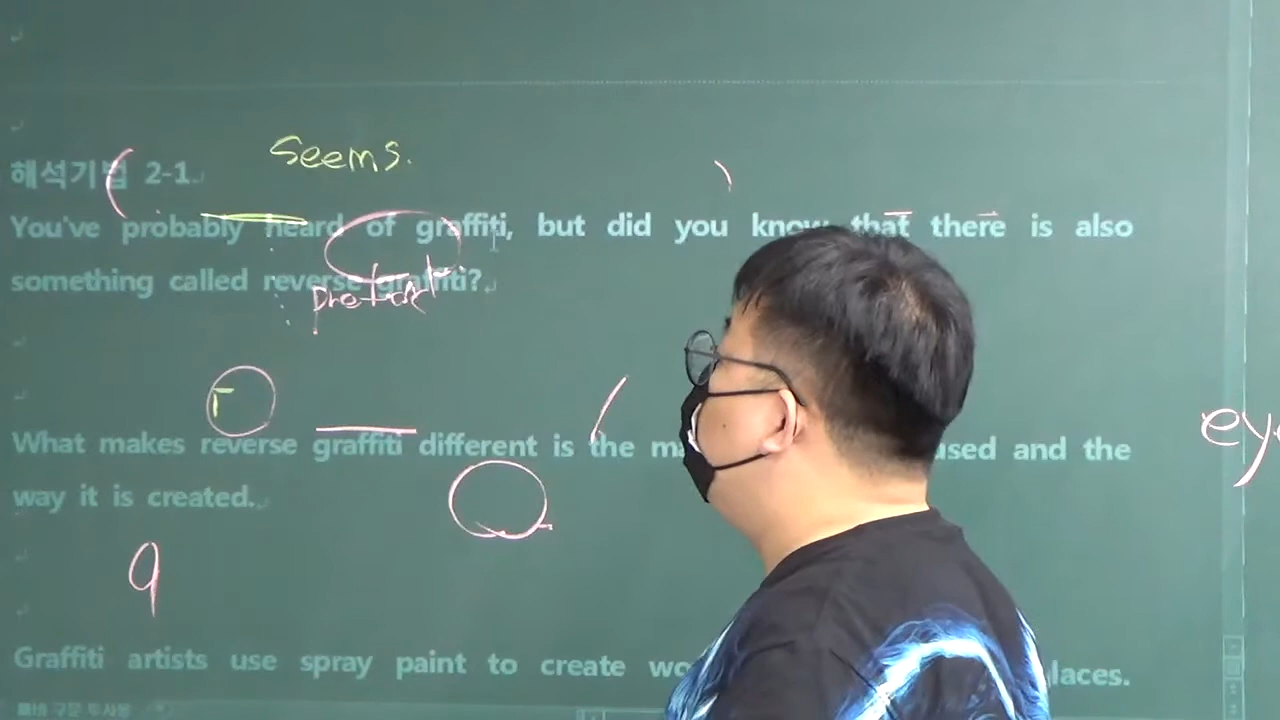 seems.
해석기법 2-1.
You've probably heard of graffiti, but did you know that there is also
something called reverse graffiti?
protest
What makes reverse graffiti different is the used and the
way it is created.
9
Graffiti artists use spray paint to create